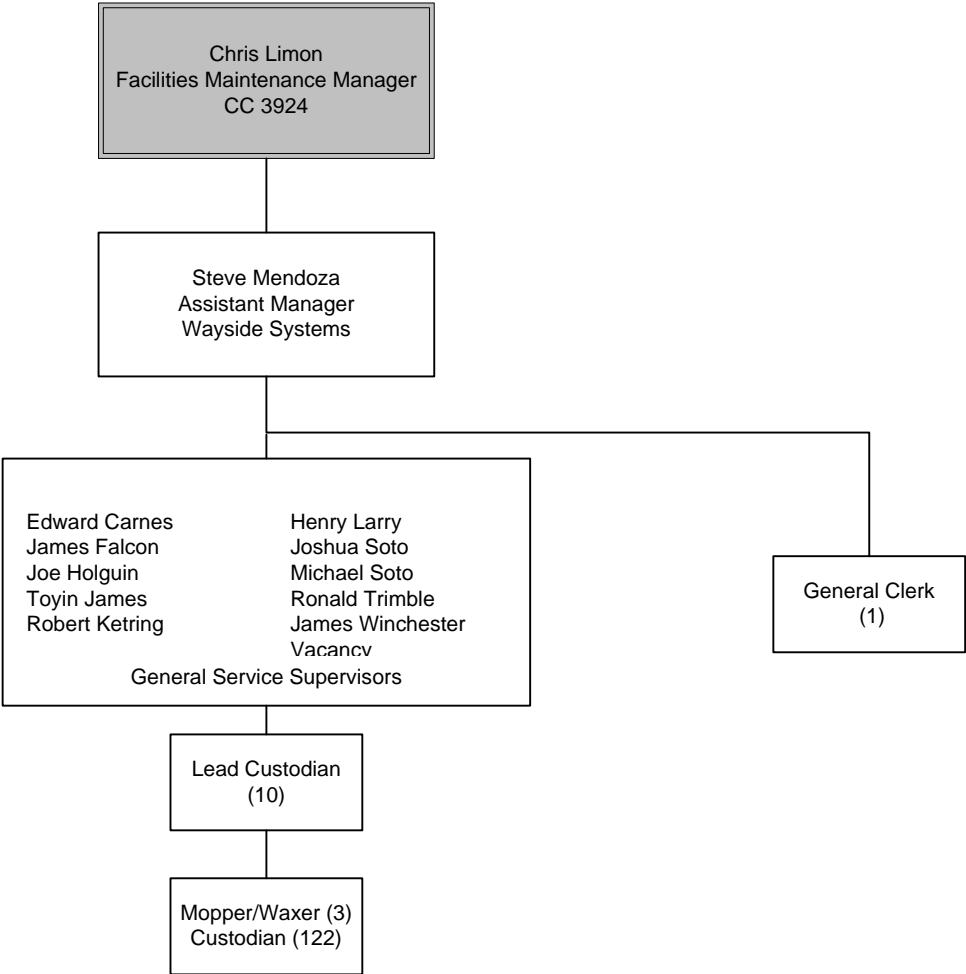 Chris Limon
Facilities Maintenance Manager
CC 3924
Steve Mendoza
Assistant Manager
Wayside Systems
Edward Carnes
James Falcon
Joe Holguin
Toyin James
Robert Ketring
Henry Larry
Joshua Soto
Michael Soto
Ronald Trimble
James Winchester
Vacancy
General Service Supervisors
General Clerk
(1)
Lead Custodian
(10)
Mopper/Waxer (3)
Custodian (122)